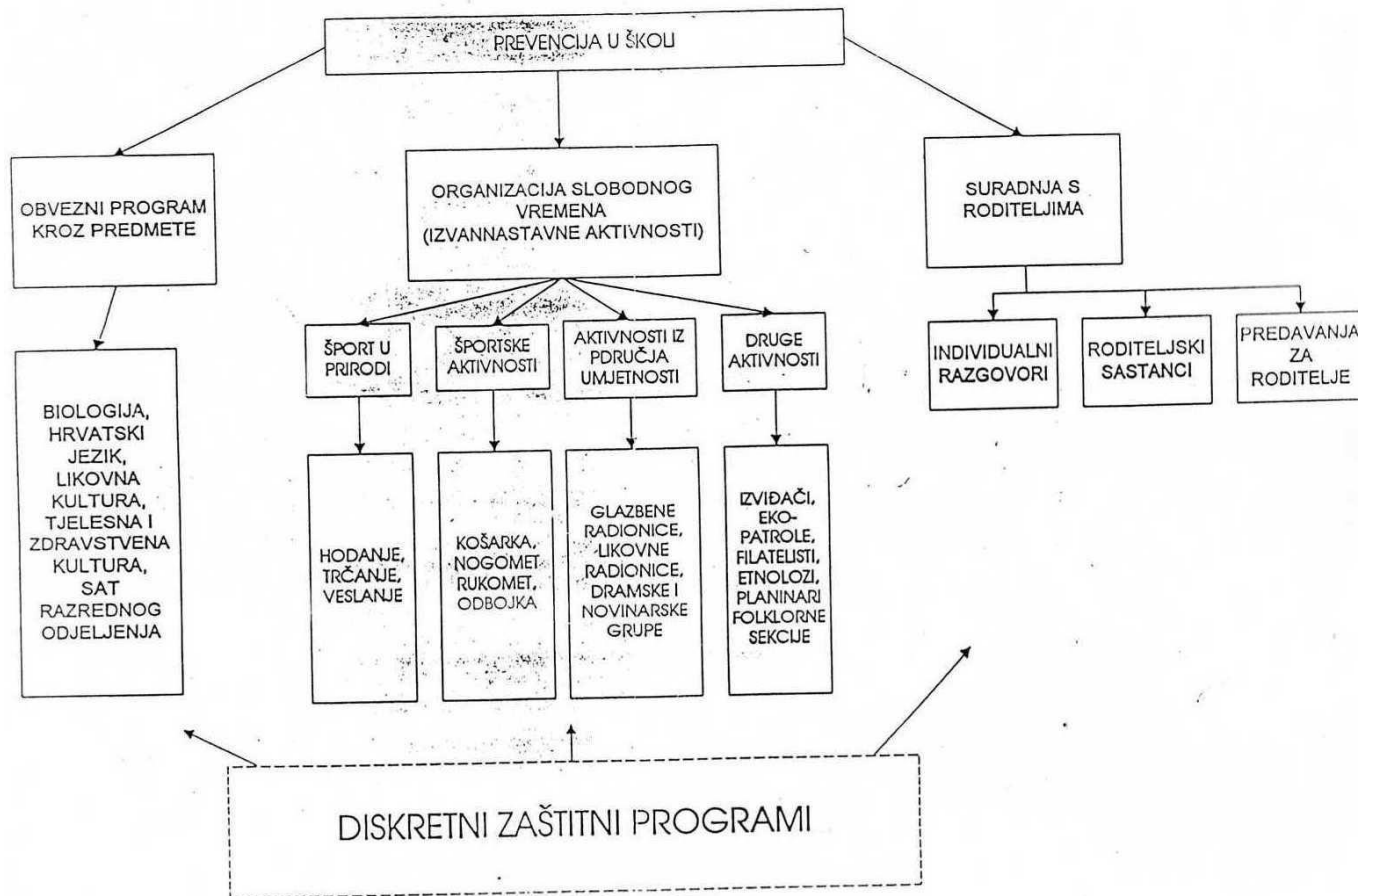 PREVENCIJA U ŠKOLI
OBVEZNI PROGRAM
KROZ PREDMETE
ORGANIZACIJA SLOBODNOG
VREMENA
(IZVANNASTAVNE AKTIVNOSTI)
SURADNJA S
RODITELJIMA
ŠPORT U
PRIRODI
ŠPORTSKE
AKTIVNOSTI
AKTIVNOSTI IZ
PDRUČJA
UMJETNOSTI
DRUGE
AKTIVNOSTI
INDIVIDUALNI
RAZGOVORI
RODITELJSKI
SASTANCI
PREDAVANJA
ZA
RODITELJE
BIOLOGIJA,
HRVATSKI
JEZIK,
LIKOVNA
KULTURA,
TJELESNA I
ZDRAVSTVENA
KULTURA,
SAT
RAZREDNOG
ODJELJENJA
HODANJE,
TRČANJE,
VESLANJE
KOŠARKA,
NOGOMET
RUKOMET,
ODBOJKA
GLAZBENE
RADIONICE,
LIKOVNE
RADIONICE,
DRAMSKE I
NOVINARSKE
GRUPE
IZVIĐAČI,
EKO-
PATROLE,
FILATELISTI,
ETNOLOZI,
PLANINARI
FOLKLORNE
SEKCIJE
DISKRETNI ZAŠTITNI PROGRAMI